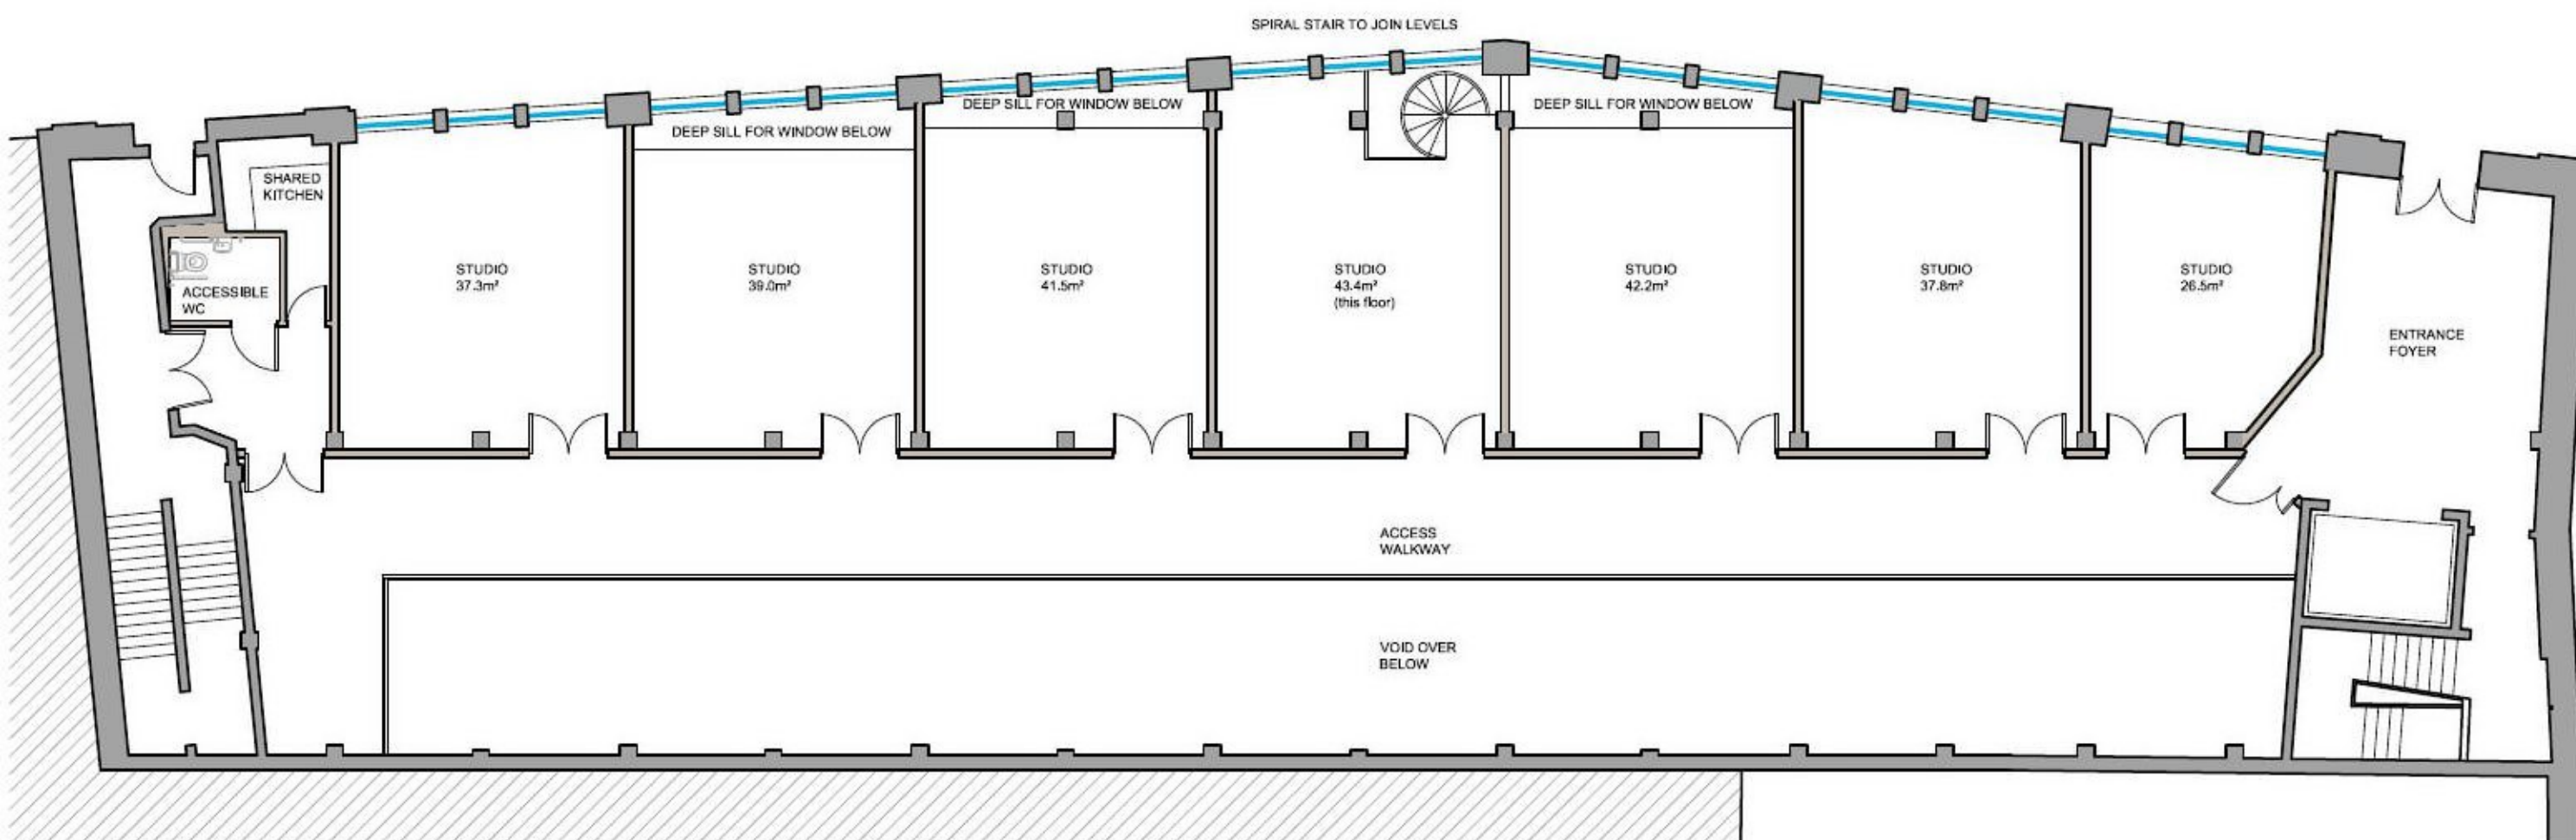 SPIRAL STAIR TO JOIN LEVELS
DEEP SILL FOR WINDOW BELOW
DEEP SILL FOR WINDOW BELOW
DEEP SILL FOR WINDOW BELOW
SHARED
KITCHEN
ACCESSIBLE
WC
STUDIO
37.3m²
STUDIO
39.0m²
STUDIO
41.5m²
STUDIO
43.4m²
(this floor)
STUDIO
42.2m²
STUDIO
37.8m²
STUDIO
26.5m²
ENTRANCE
FOYER
ACCESS
WALKWAY
VOID OVER
BELOW